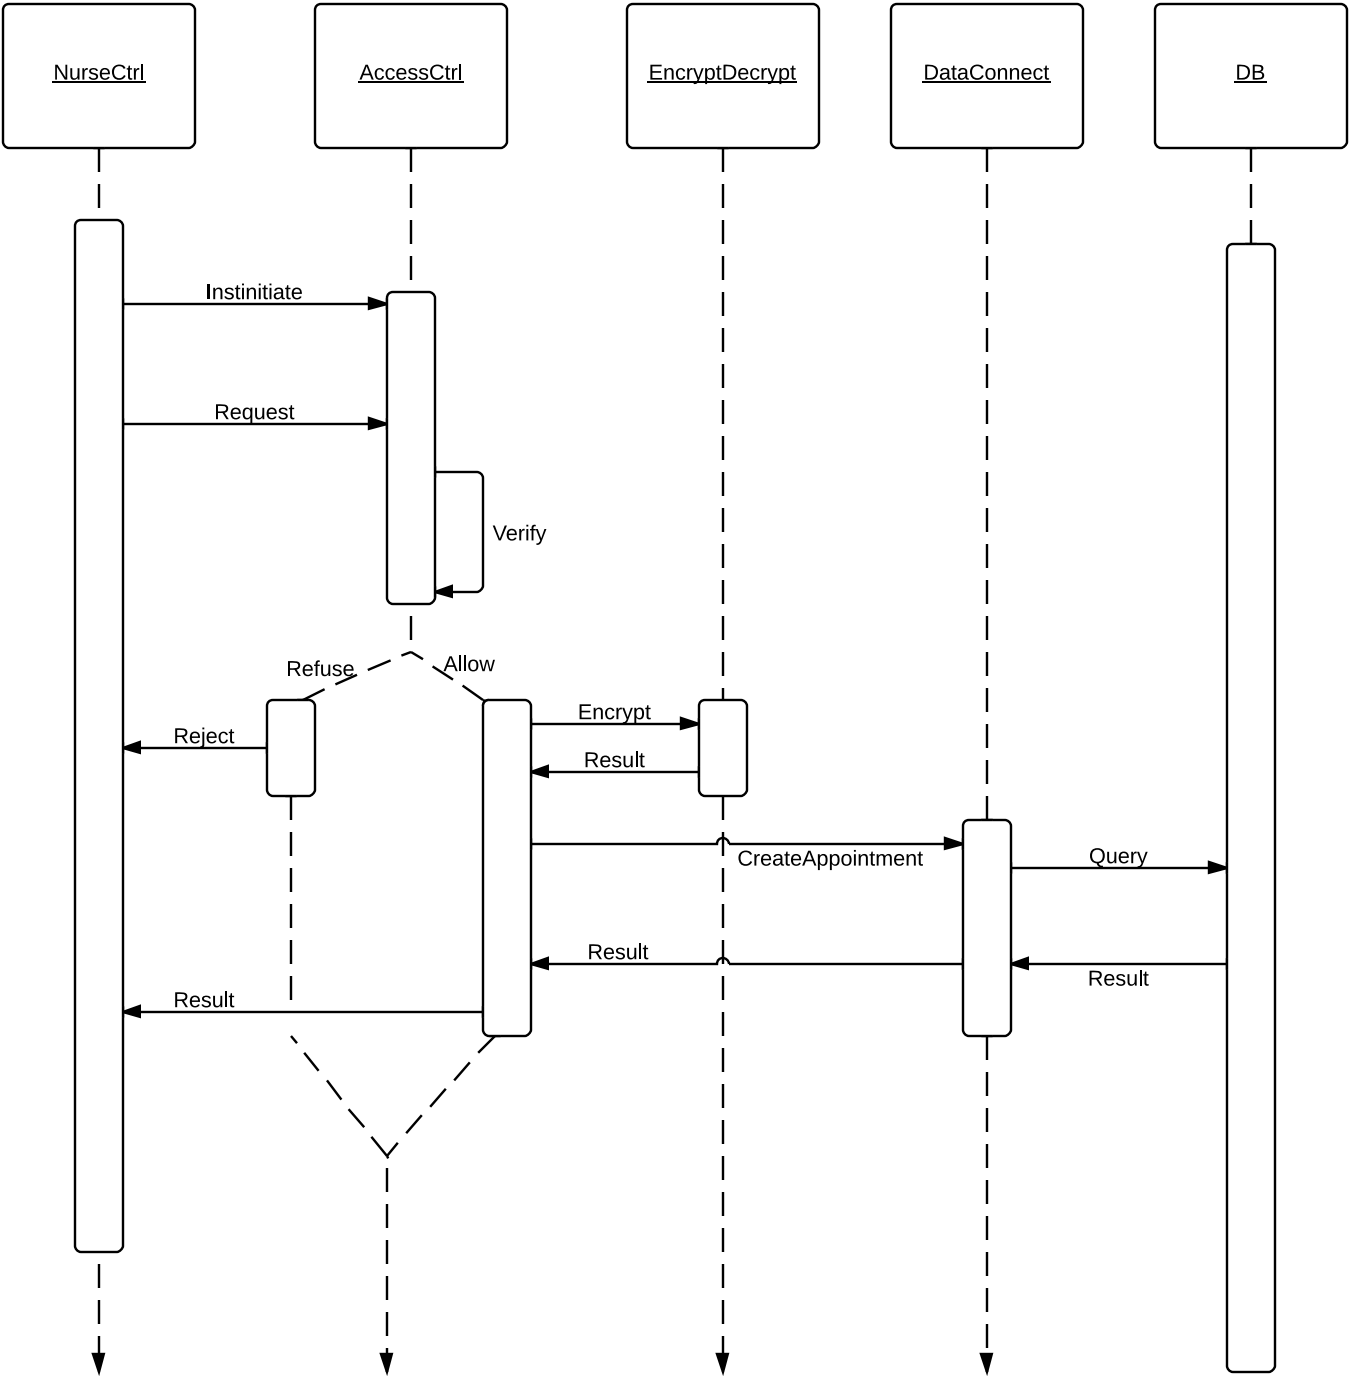 NurseCtrl
AccessCtrl
EncryptDecrypt
DataConnect
DB
Instinitiate
Request
Verify
Refuse
Allow
Encrypt
Reject
Result
CreateAppointment
Query
Result
Result
Result